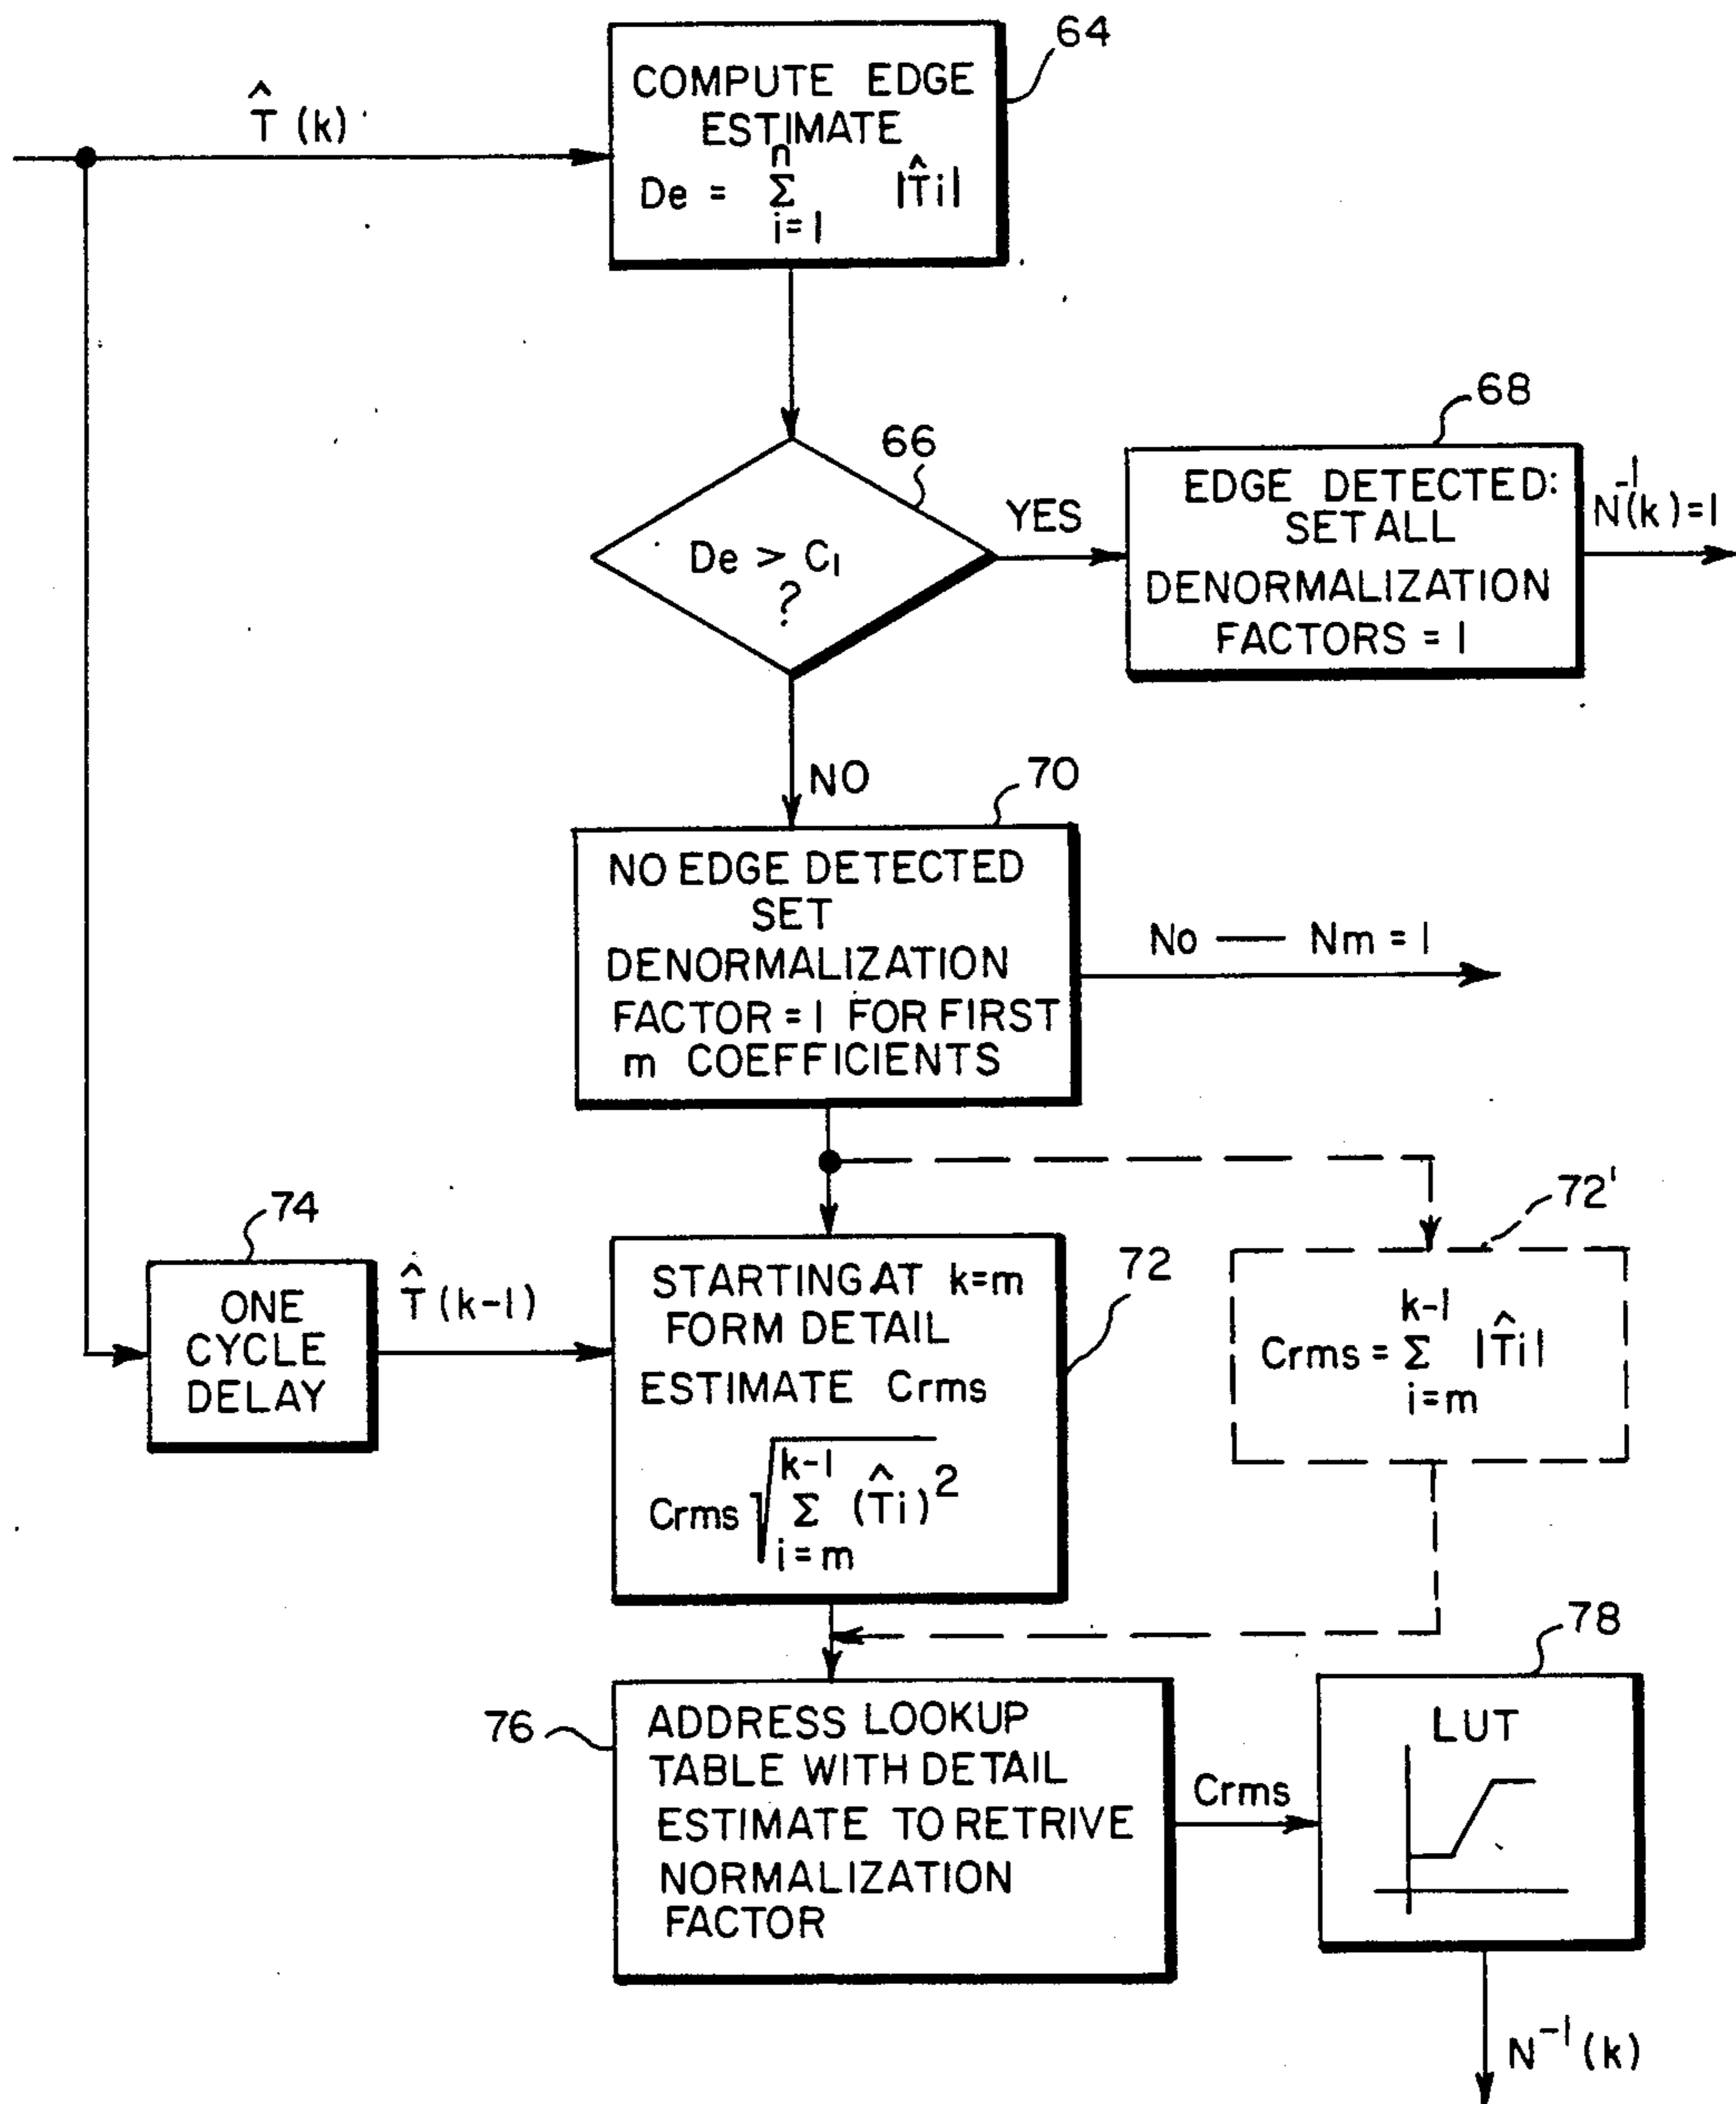 64
COMPUTE EDGE
ESTIMATE
De = n Σ i=1 |T̂i|
T̂ (k)
66
De > C1
?
YES
68
EDGE DETECTED:
SET ALL
DENORMALIZATION
FACTORS = 1
N⁻¹(k)=1
NO
70
NO EDGE DETECTED
SET
DENORMALIZATION
FACTOR = 1 FOR FIRST
m COEFFICIENTS
No — Nm = 1
74
ONE
CYCLE
DELAY
T̂ (k-1)
72
STARTING AT k=m
FORM DETAIL
ESTIMATE Crms
Crms √ k-1 Σ i=m (T̂i)²
72'
Crms = k-1 Σ i=m |T̂i|
76
ADDRESS LOOKUP
TABLE WITH DETAIL
ESTIMATE TO RETRIVE
NORMALIZATION
FACTOR
Crms
78
LUT
N⁻¹(k)